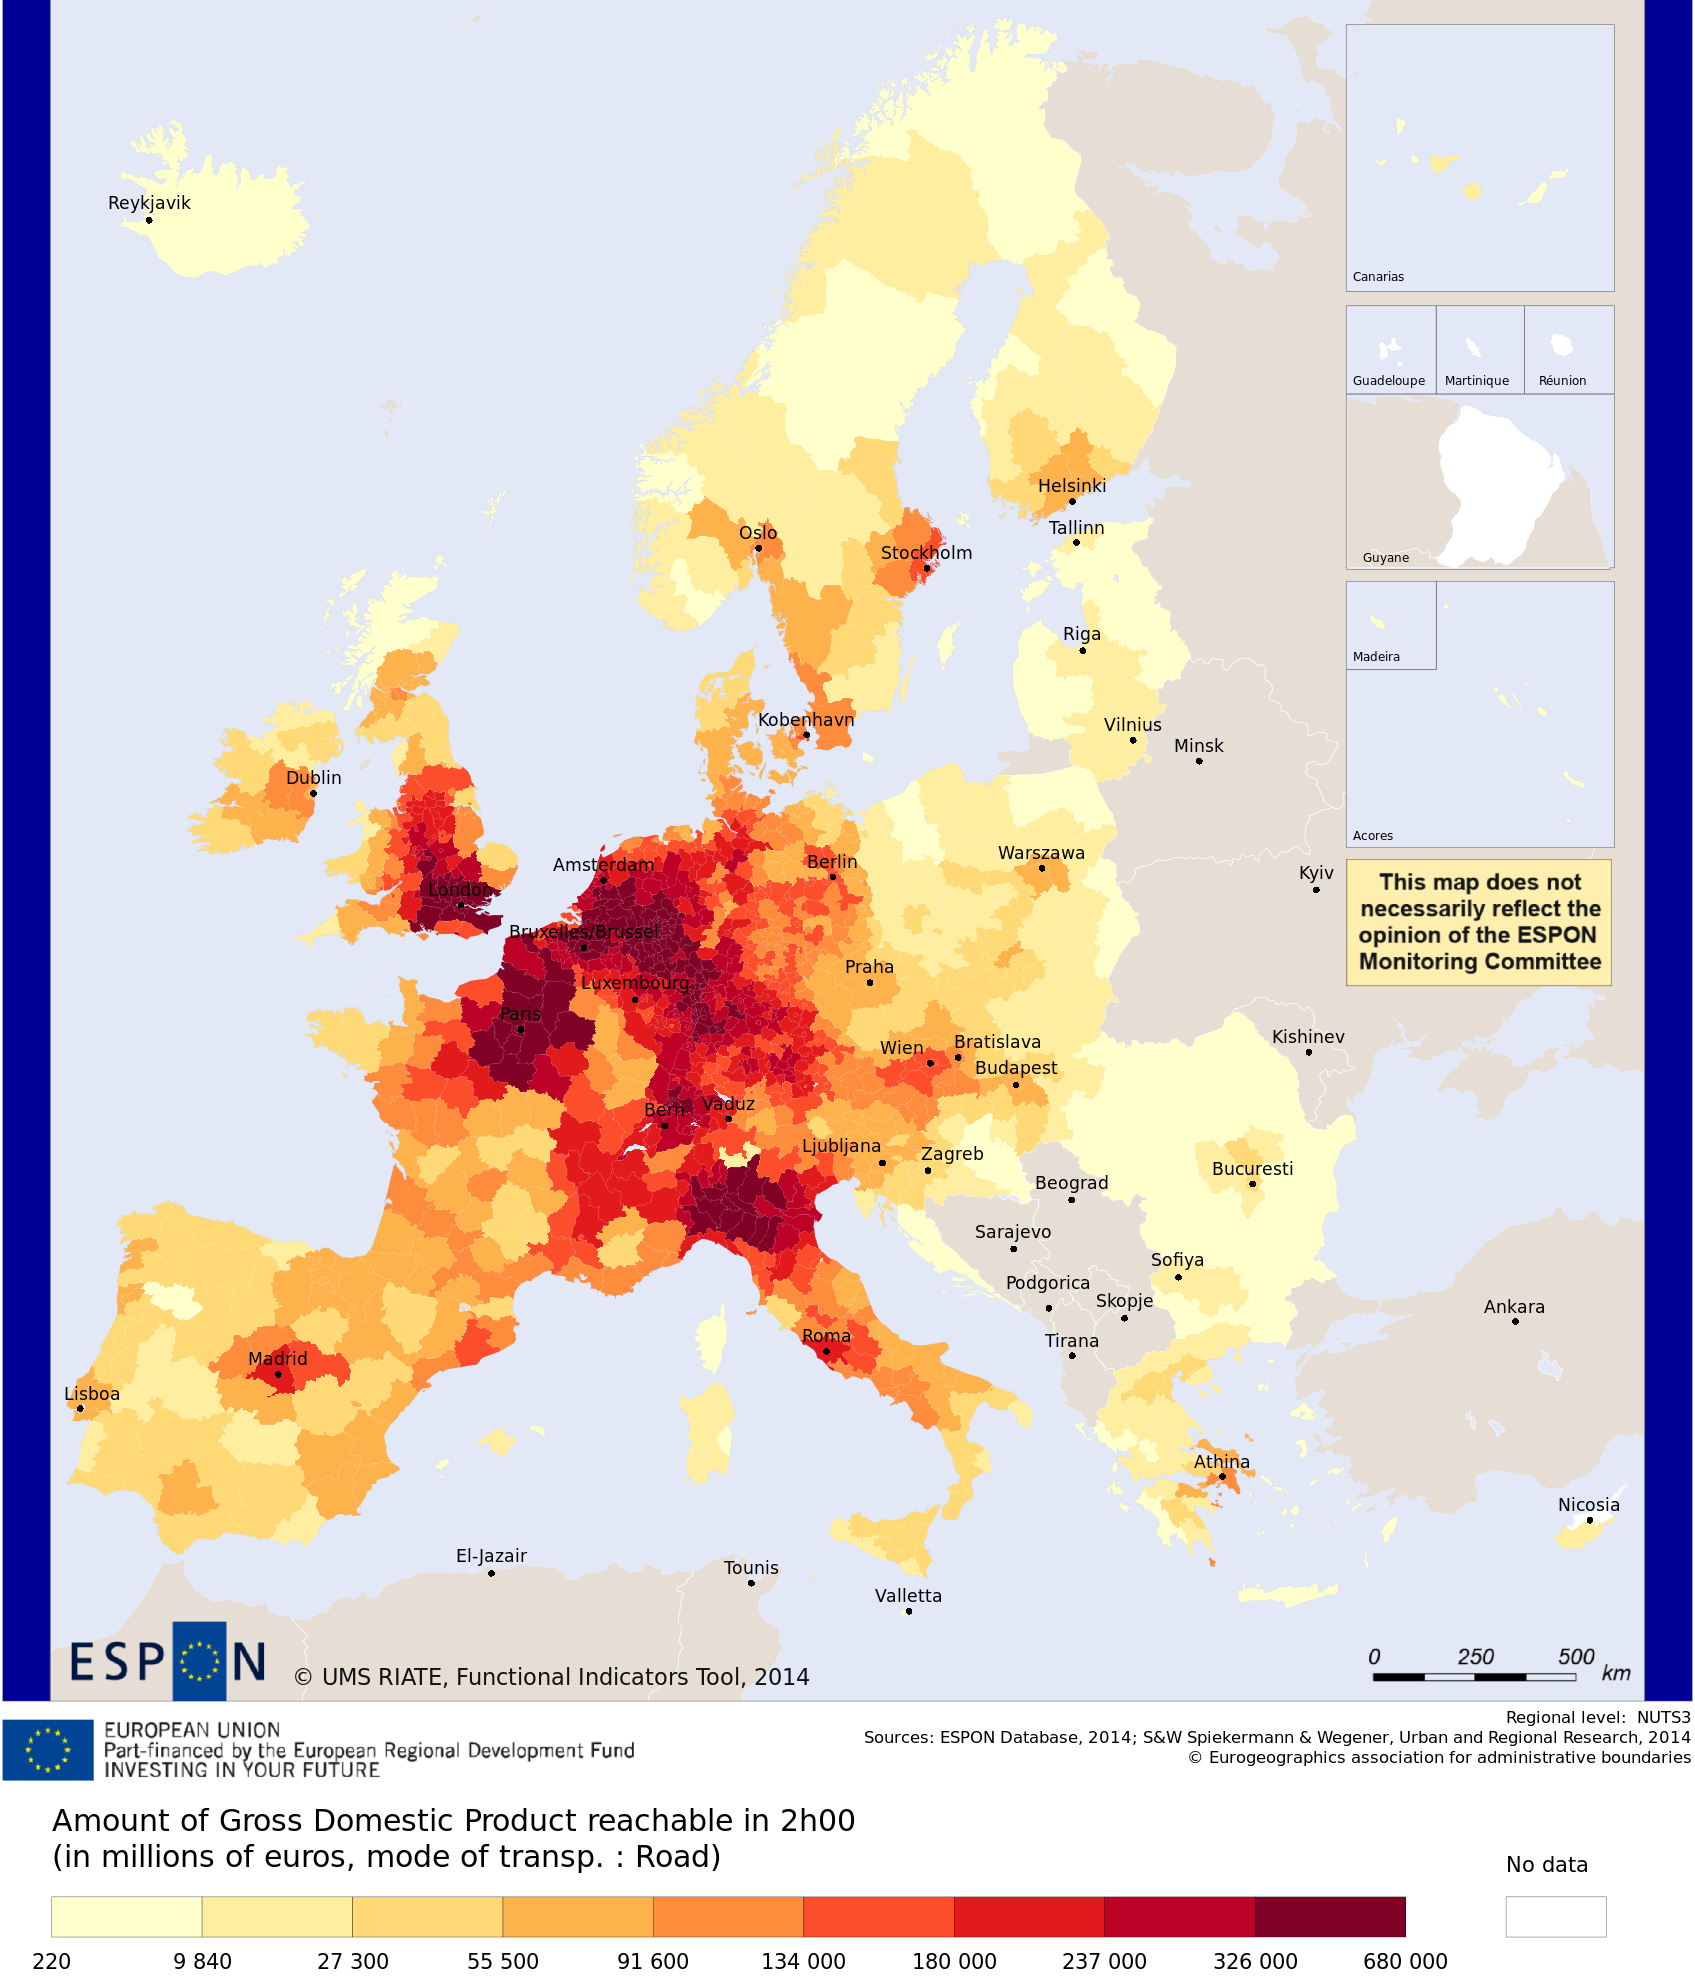 Reykjavik
Canarias
Guadeloupe
Martinique
Réunion
Guyane
Helsinki
Tallinn
Oslo
Stockholm
Riga
Madeira
Kobenhavn
Vilnius
Minsk
Dublin
Acores
Amsterdam
Berlin
Warszawa
Kyiv
This map does not
necessarily reflect the
opinion of the ESPON
Monitoring Committee
London
Bruxelles/Brussel
Praha
Luxembourg
Paris
Wien
Bratislava
Kishinev
Budapest
Bern
Vaduz
Ljubljana
Zagreb
Bucuresti
Beograd
Sarajevo
Sofiya
Podgorica
Skopje
Ankara
Roma
Tirana
Madrid
Lisboa
Athina
Nicosia
El-Jazair
Tounis
Valletta
ESPON
© UMS RIATE, Functional Indicators Tool, 2014
0 250 500 km
Regional level: NUTS3
Sources: ESPON Database, 2014; S&W Spiekermann & Wegener, Urban and Regional Research, 2014
© Eurogeographics association for administrative boundaries
EUROPEAN UNION
Part-financed by the European Regional Development Fund
INVESTING IN YOUR FUTURE
Amount of Gross Domestic Product reachable in 2h00
(in millions of euros, mode of transp. : Road)
No data
220 9 840 27 300 55 500 91 600 134 000 180 000 237 000 326 000 680 000